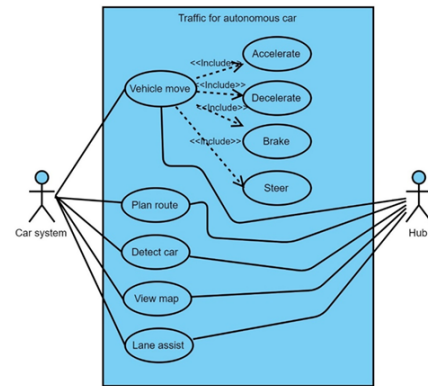 Traffic for autonomous car
Accelerate
<<Include>>
Vehicle move
<<Include>>
Decelerate
<<Include>>
Brake
<<Include>>
Steer
Plan route
Car system
Hub
Detect car
View map
Lane assist